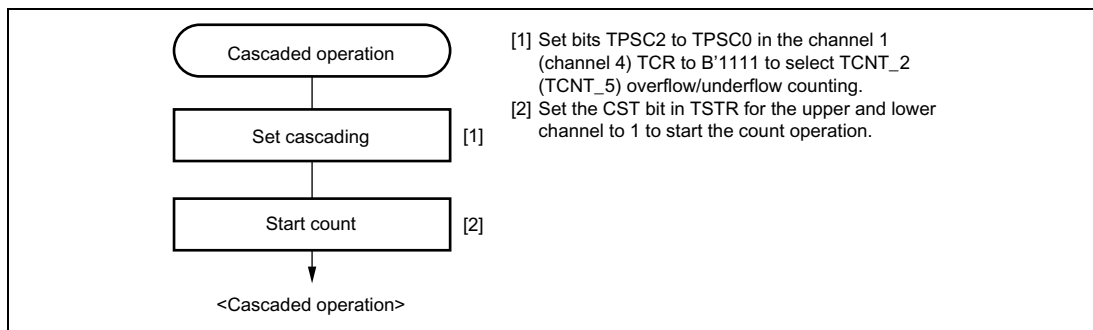 Cascaded operation
Set cascading
[1]
Start count
[2]
<Cascaded operation>
[1] Set bits TPSC2 to TPSC0 in the channel 1
(channel 4) TCR to B'1111 to select TCNT_2
(TCNT_5) overflow/underflow counting.
[2] Set the CST bit in TSTR for the upper and lower
channel to 1 to start the count operation.